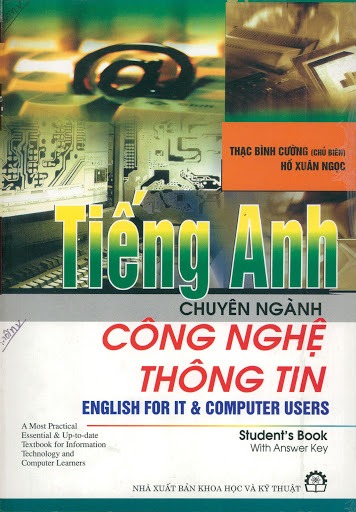 THẠC BÌNH CƯỜNG (CHỦ BIÊN)
HỒ XUÂN NGỌC
Tiếng Anh
CHUYÊN NGÀNH
CÔNG NGHỆ
THÔNG TIN
ENGLISH FOR IT & COMPUTER USERS
A Most Practical
Essential & Up-to-date
Textbook for Information
Technology and
Computer Learners
Student's Book
With Answer Key
NHÀ XUẤT BẢN KHOA HỌC VÀ KỸ THUẬT